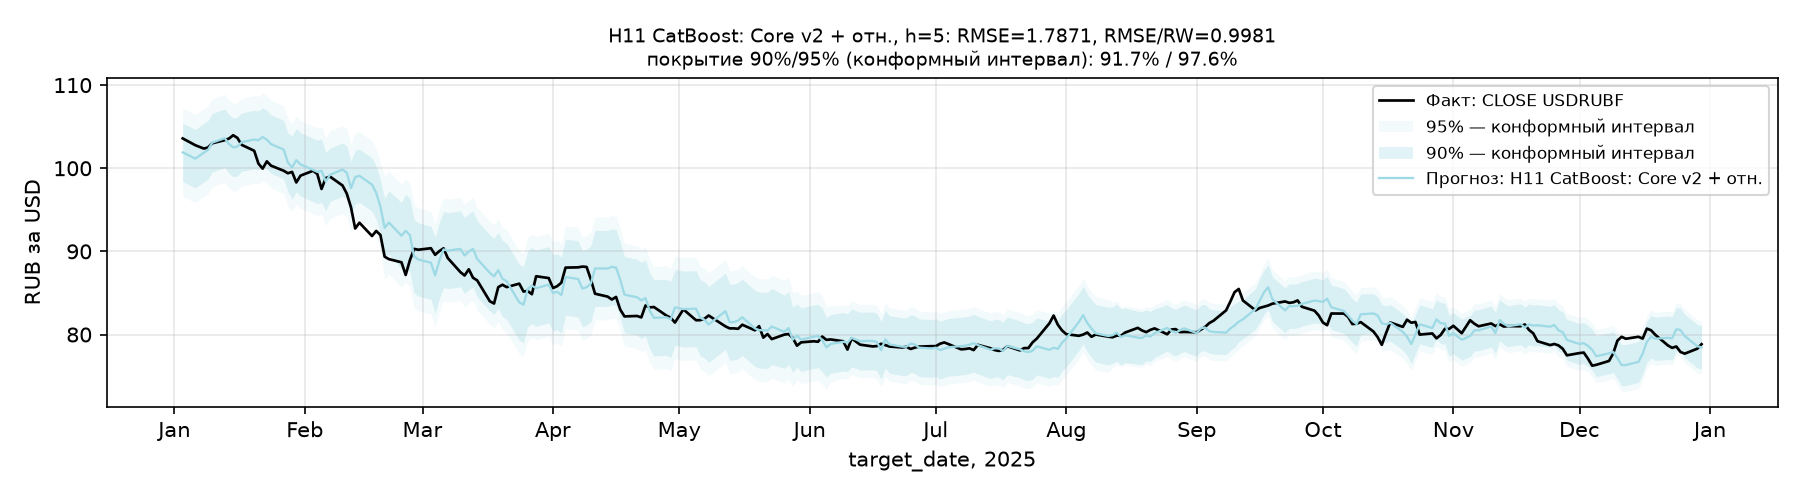 H11 CatBoost: Core v2 + отн., h=5: RMSE=1.7871, RMSE/RW=0.9981
покрытие 90%/95% (конформный интервал): 91.7% / 97.6%
110
100
90
80
RUB за USD
Факт: CLOSE USDRUBF
95% — конформный интервал
90% — конформный интервал
Прогноз: H11 CatBoost: Core v2 + отн.
Jan Feb Mar Apr May Jun Jul Aug Sep Oct Nov Dec Jan
target_date, 2025